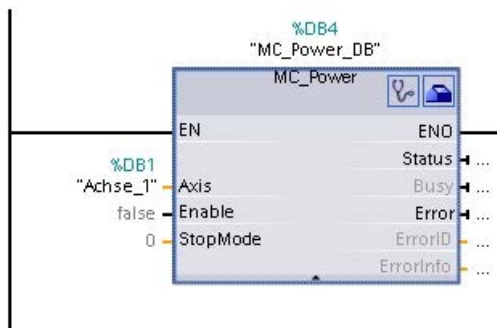 %DB4
"MC_Power_DB"
MC_Power
EN ENO
%DB1 Status ...
"Achse_1" Axis Busy ...
false Enable Error ...
0 StopMode ErrorID ...
ErrorInfo ...